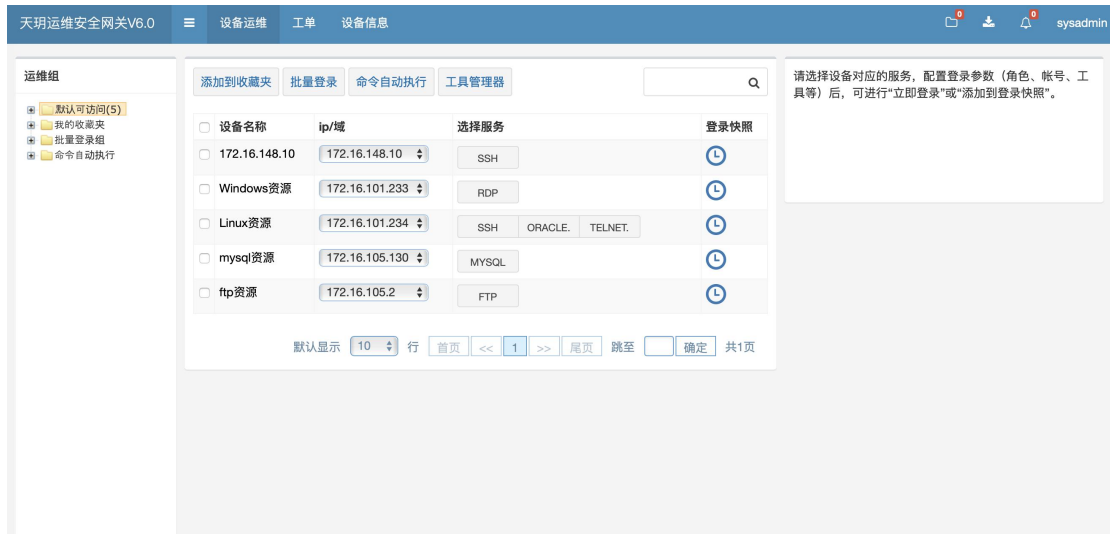 天玥运维安全网关V6.0 设备运维 工单 设备信息 0 0 sysadmin
运维组
默认可访问(5)
我的收藏夹
批量登录组
命令自动执行
添加到收藏夹 批量登录 命令自动执行 工具管理器
设备名称 ip/域 选择服务 登录快照
172.16.148.10 172.16.148.10 SSH
Windows资源 172.16.101.233 RDP
Linux资源 172.16.101.234 SSH ORACLE. TELNET.
mysql资源 172.16.105.130 MYSQL
ftp资源 172.16.105.2 FTP
默认显示 10 行 首页 << 1 >> 尾页 跳至 确定 共1页
请选择设备对应的服务，配置登录参数（角色、帐号、工
具等）后，可进行“立即登录”或“添加到登录快照”。